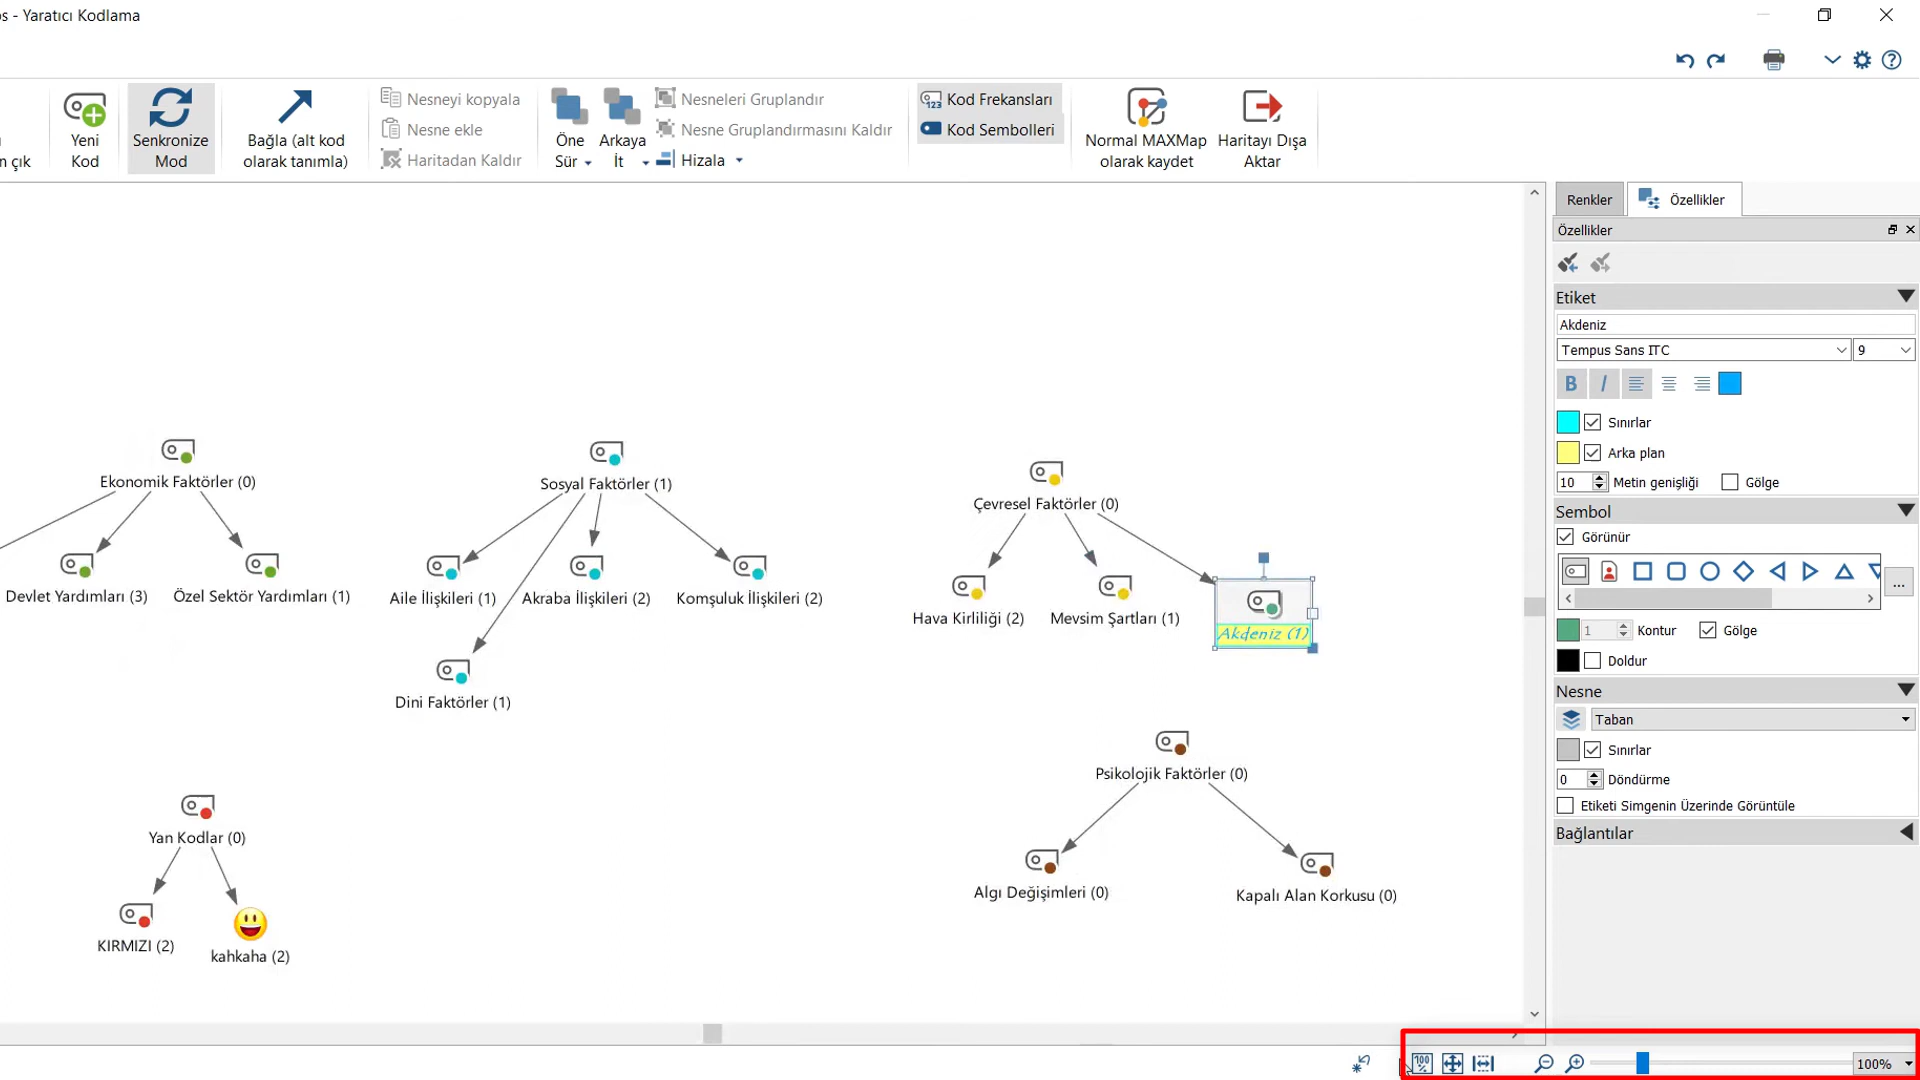 ps - Yaratıcı Kodlama
n çık
Yeni
Kod
Senkronize
Mod
Bağla (alt kod
olarak tanımla)
Nesneyi kopyala
Nesne ekle
Haritadan Kaldır
Öne
Sür
Arkaya
İt
Nesneleri Gruplandır
Nesne Gruplandırmasını Kaldır
Hizala
123
Kod Frekansları
Kod Sembolleri
Normal MAXMap
olarak kaydet
Haritayı Dışa
Aktar
Renkler
Özellikler
Özellikler
Etiket
Akdeniz
Tempus Sans ITC
9
B I
Sınırlar
Arka plan
10 Metin genişliği
Gölge
Sembol
Görünür
...
1 Kontur
Gölge
Doldur
Nesne
Taban
Sınırlar
0 Döndürme
Etiketi Simgenin Üzerinde Görüntüle
Bağlantılar
Ekonomik Faktörler (0)
Devlet Yardımları (3)
Özel Sektör Yardımları (1)
Sosyal Faktörler (1)
Aile İlişkileri (1)
Akraba İlişkileri (2)
Komşuluk İlişkileri (2)
Dini Faktörler (1)
Çevresel Faktörler (0)
Hava Kirliliği (2)
Mevsim Şartları (1)
Akdeniz (1)
Psikolojik Faktörler (0)
Algı Değişimleri (0)
Kapalı Alan Korkusu (0)
Yan Kodlar (0)
KIRMIZI (2)
kahkaha (2)
100
100%